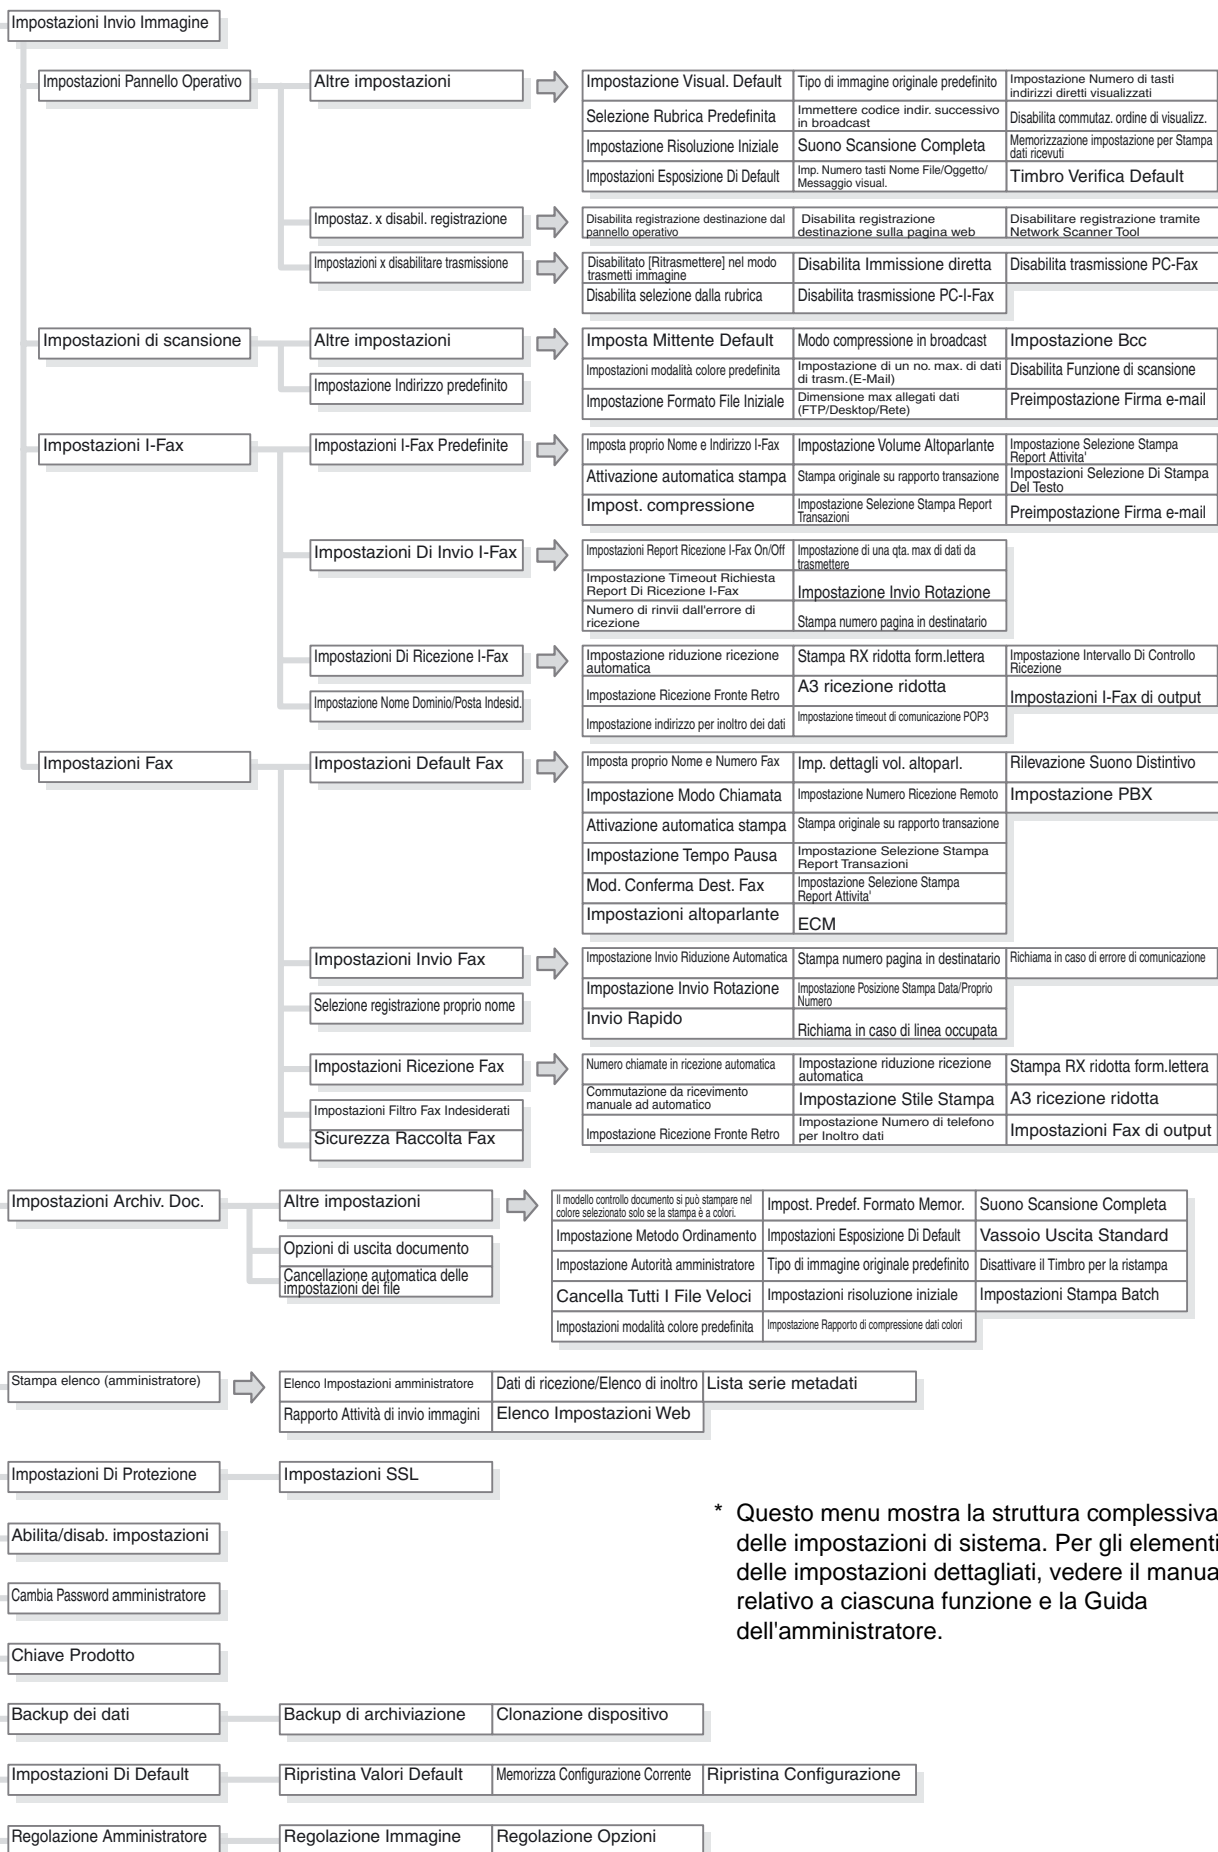 Impostazioni Invio Immagine
Impostazioni Pannello Operativo
Altre impostazioni
Impostazione Visual. Default
Tipo di immagine originale predefinito
Impostazione Numero di tasti
indirizzi diretti visualizzati
Selezione Rubrica Predefinita
Immettere codice indir. successivo
in broadcast
Disabilita commutaz. ordine di visualizz.
Impostazione Risoluzione Iniziale
Suono Scansione Completa
Memorizzazione impostazione per Stampa
dati ricevuti
Impostazioni Esposizione Di Default
Imp. Numero tasti Nome File/Oggetto/
Messaggio visual.
Timbro Verifica Default
Impostaz. x disabil. registrazione
Disabilita registrazione destinazione dal
pannello operativo
Disabilita registrazione
destinazione sulla pagina web
Disabilitare registrazione tramite
Network Scanner Tool
Impostazioni x disabilitare trasmissione
Disabilitato [Ritrasmettere] nel modo
trasmetti immagine
Disabilita Immissione diretta
Disabilita trasmissione PC-Fax
Disabilita selezione dalla rubrica
Disabilita trasmissione PC-I-Fax
Impostazioni di scansione
Altre impostazioni
Imposta Mittente Default
Modo compressione in broadcast
Impostazione Bcc
Impostazione Indirizzo predefinito
Impostazioni modalità colore predefinita
Impostazione di un no. max. di dati
di trasm.(E-Mail)
Disabilita Funzione di scansione
Impostazione Formato File Iniziale
Dimensione max allegati dati
(FTP/Desktop/Rete)
Preimpostazione Firma e-mail
Impostazioni I-Fax
Impostazioni I-Fax Predefinite
Imposta proprio Nome e Indirizzo I-Fax
Impostazione Volume Altoparlante
Impostazione Selezione Stampa
Report Attivita'
Attivazione automatica stampa
Stampa originale su rapporto transazione
Impostazioni Selezione Di Stampa
Del Testo
Impost. compressione
Impostazione Selezione Stampa Report
Transazioni
Preimpostazione Firma e-mail
Impostazioni Di Invio I-Fax
Impostazioni Report Ricezione I-Fax On/Off
Impostazione di una qta. max di dati da
trasmettere
Impostazione Timeout Richiesta
Report Di Ricezione I-Fax
Impostazione Invio Rotazione
Numero di rinvii dall'errore di
ricezione
Stampa numero pagina in destinatario
Impostazioni Di Ricezione I-Fax
Impostazione riduzione ricezione
automatica
Stampa RX ridotta form.lettera
Impostazione Intervallo Di Controllo
Ricezione
Impostazione Nome Dominio/Posta Indesid.
Impostazione Ricezione Fronte Retro
A3 ricezione ridotta
Impostazioni I-Fax di output
Impostazione indirizzo per inoltro dei dati
Impostazione timeout di comunicazione POP3
Impostazioni Fax
Impostazioni Default Fax
Imposta proprio Nome e Numero Fax
Imp. dettagli vol. altoparl.
Rilevazione Suono Distintivo
Impostazione Modo Chiamata
Impostazione Numero Ricezione Remoto
Impostazione PBX
Attivazione automatica stampa
Stampa originale su rapporto transazione
Impostazione Tempo Pausa
Impostazione Selezione Stampa
Report Transazioni
Mod. Conferma Dest. Fax
Impostazione Selezione Stampa
Report Attivita'
Impostazioni altoparlante
ECM
Impostazioni Invio Fax
Impostazione Invio Riduzione Automatica
Stampa numero pagina in destinatario
Richiama in caso di errore di comunicazione
Selezione registrazione proprio nome
Impostazione Invio Rotazione
Impostazione Posizione Stampa Data/Proprio
Numero
Invio Rapido
Richiama in caso di linea occupata
Impostazioni Ricezione Fax
Numero chiamate in ricezione automatica
Impostazione riduzione ricezione
automatica
Stampa RX ridotta form.lettera
Impostazioni Filtro Fax Indesiderati
Commutazione da ricevimento
manuale ad automatico
Impostazione Stile Stampa
A3 ricezione ridotta
Sicurezza Raccolta Fax
Impostazione Ricezione Fronte Retro
Impostazione Numero di telefono
per Inoltro dati
Impostazioni Fax di output
Impostazioni Archiv. Doc.
Altre impostazioni
Il modello controllo documento si può stampare nel
colore selezionato solo se la stampa è a colori.
Impost. Predef. Formato Memor.
Suono Scansione Completa
Opzioni di uscita documento
Impostazione Metodo Ordinamento
Impostazioni Esposizione Di Default
Vassoio Uscita Standard
Cancellazione automatica delle
impostazioni dei file
Impostazione Autorità amministratore
Tipo di immagine originale predefinito
Disattivare il Timbro per la ristampa
Cancella Tutti I File Veloci
Impostazioni risoluzione iniziale
Impostazioni Stampa Batch
Impostazioni modalità colore predefinita
Impostazione Rapporto di compressione dati colori
Stampa elenco (amministratore)
Elenco Impostazioni amministratore
Dati di ricezione/Elenco di inoltro
Lista serie metadati
Rapporto Attività di invio immagini
Elenco Impostazioni Web
Impostazioni Di Protezione
Impostazioni SSL
* Questo menu mostra la struttura complessiva
delle impostazioni di sistema. Per gli elementi
delle impostazioni dettagliati, vedere il manua
relativo a ciascuna funzione e la Guida
dell'amministratore.
Abilita/disab. impostazioni
Cambia Password amministratore
Chiave Prodotto
Backup dei dati
Backup di archiviazione
Clonazione dispositivo
Impostazioni Di Default
Ripristina Valori Default
Memorizza Configurazione Corrente
Ripristina Configurazione
Regolazione Amministratore
Regolazione Immagine
Regolazione Opzioni